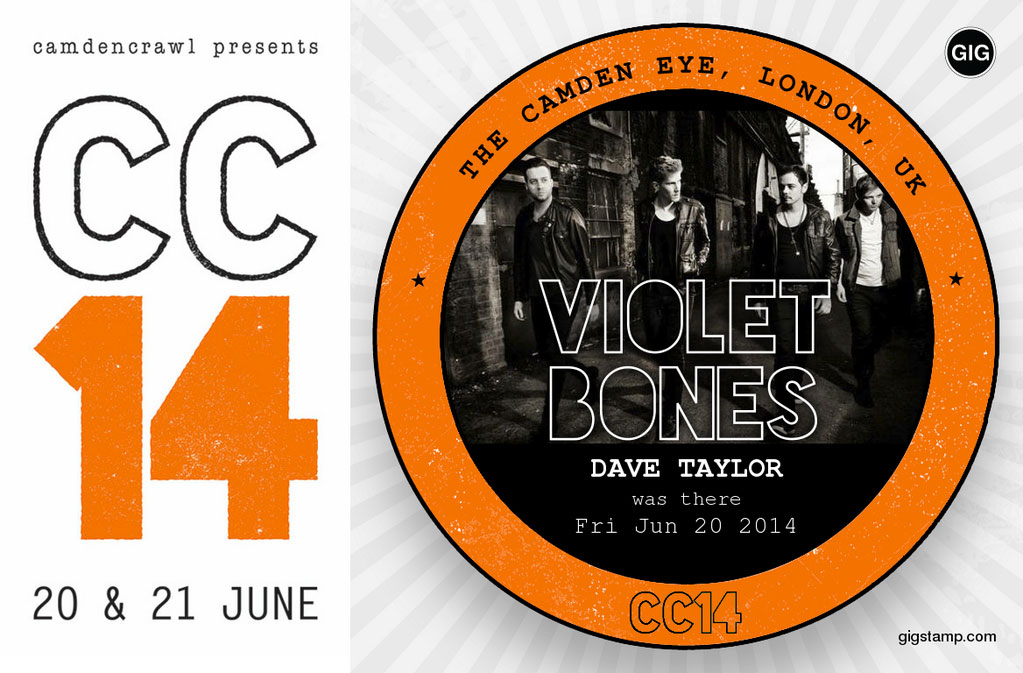 camdencrawl presents
CC
14
20 & 21 JUNE
GIG
THE CAMDEN EYE, LONDON, UK
VIOLET
BONES
DAVE TAYLOR
was there
Fri Jun 20 2014
CC14
gigstamp.com